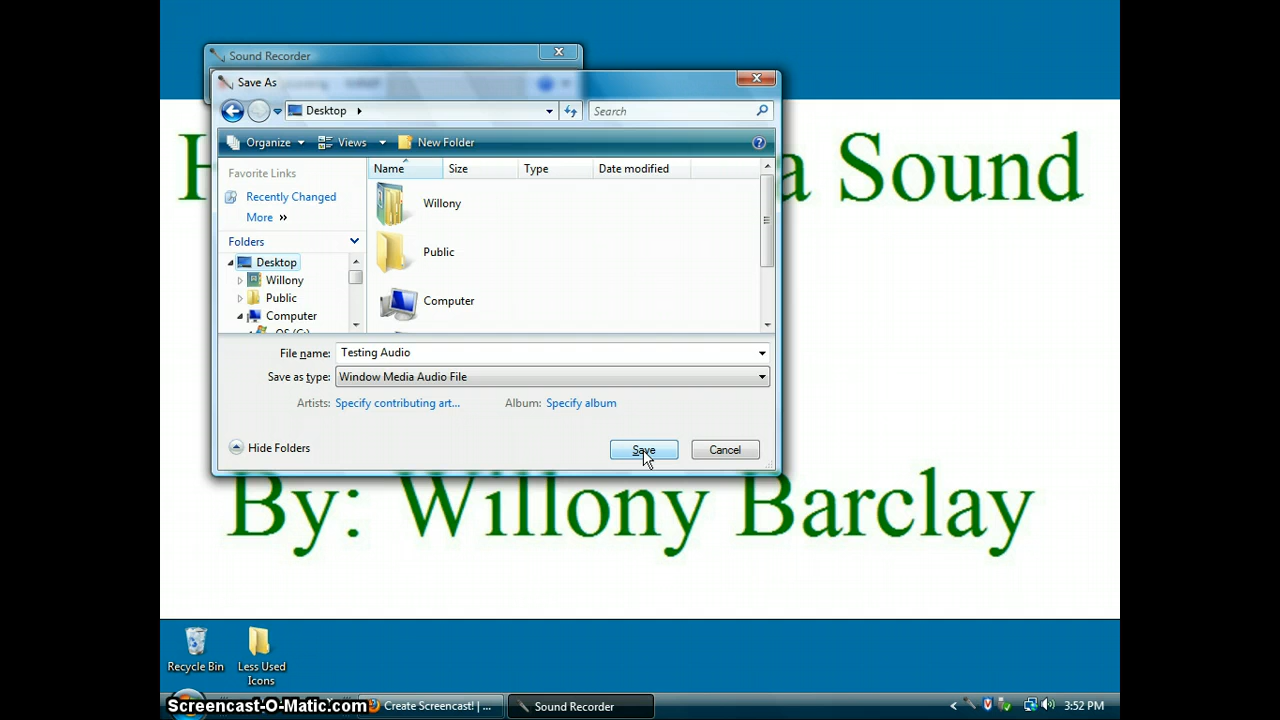 Sound Recorder
Save As
Desktop
Search
Organize Views New Folder
Favorite Links
Recently Changed
More »
Folders
Desktop
Willony
Public
Computer
OS (C:)
Name Size Type Date modified
Willony
Public
Computer
File name: Testing Audio
Save as type: Window Media Audio File
Artists: Specify contributing art... Album: Specify album
Hide Folders
Save Cancel
a Sound
By: Willony Barclay
Recycle Bin
Less Used
Icons
Screencast-O-Matic.com
Create Screencast! | ...
Sound Recorder
3:52 PM